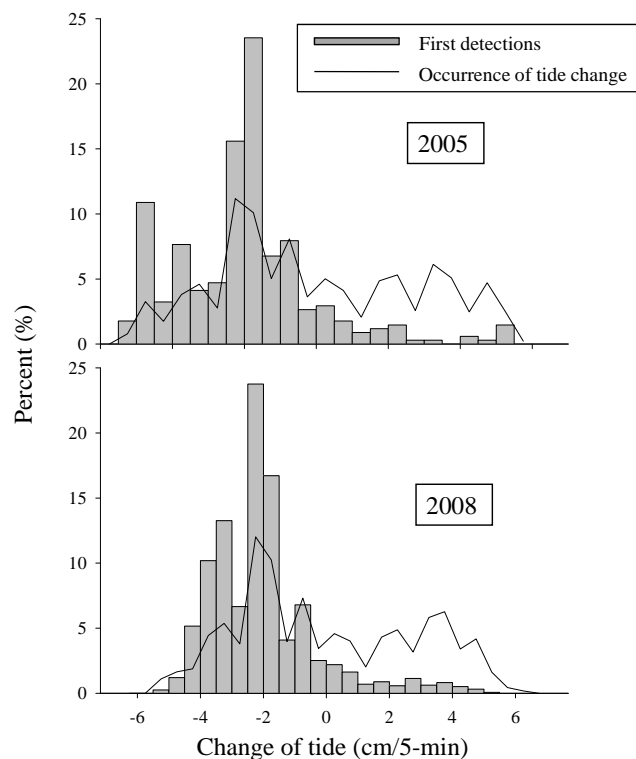 25
20
15
10
5
0
First detections
Occurrence of tide change
2005
Percent (%)
25
20
15
10
5
0
2008
-6 -4 -2 0 2 4 6
Change of tide (cm/5-min)